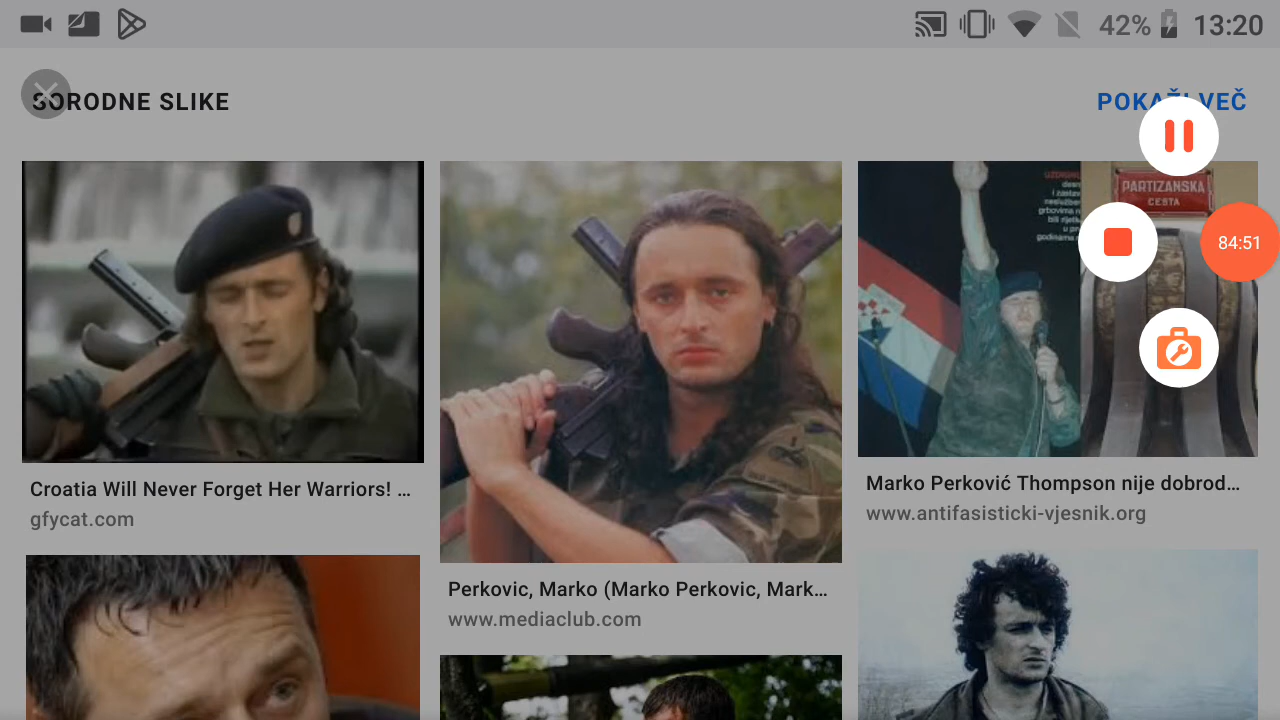 42% 13:20
SORODNE SLIKE
POKAŽI VEČ
PARTIZANSKA
CESTA
84:51
Croatia Will Never Forget Her Warriors! ...
gfycat.com
Perkovic, Marko (Marko Perkovic, Mark...
www.mediaclub.com
Marko Perković Thompson nije dobrod...
www.antifasisticki-vjesnik.org